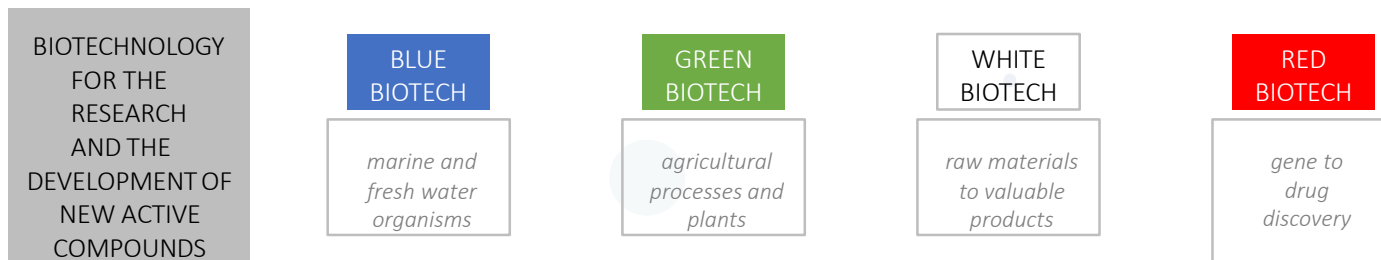 BIOTECHNOLOGY
FOR THE
RESEARCH
AND THE
DEVELOPMENT OF
NEW ACTIVE
COMPOUNDS
BLUE
BIOTECH
marine and
fresh water
organisms
GREEN
BIOTECH
agricultural
processes and
plants
WHITE
BIOTECH
raw materials
to valuable
products
RED
BIOTECH
gene to
drug
discovery